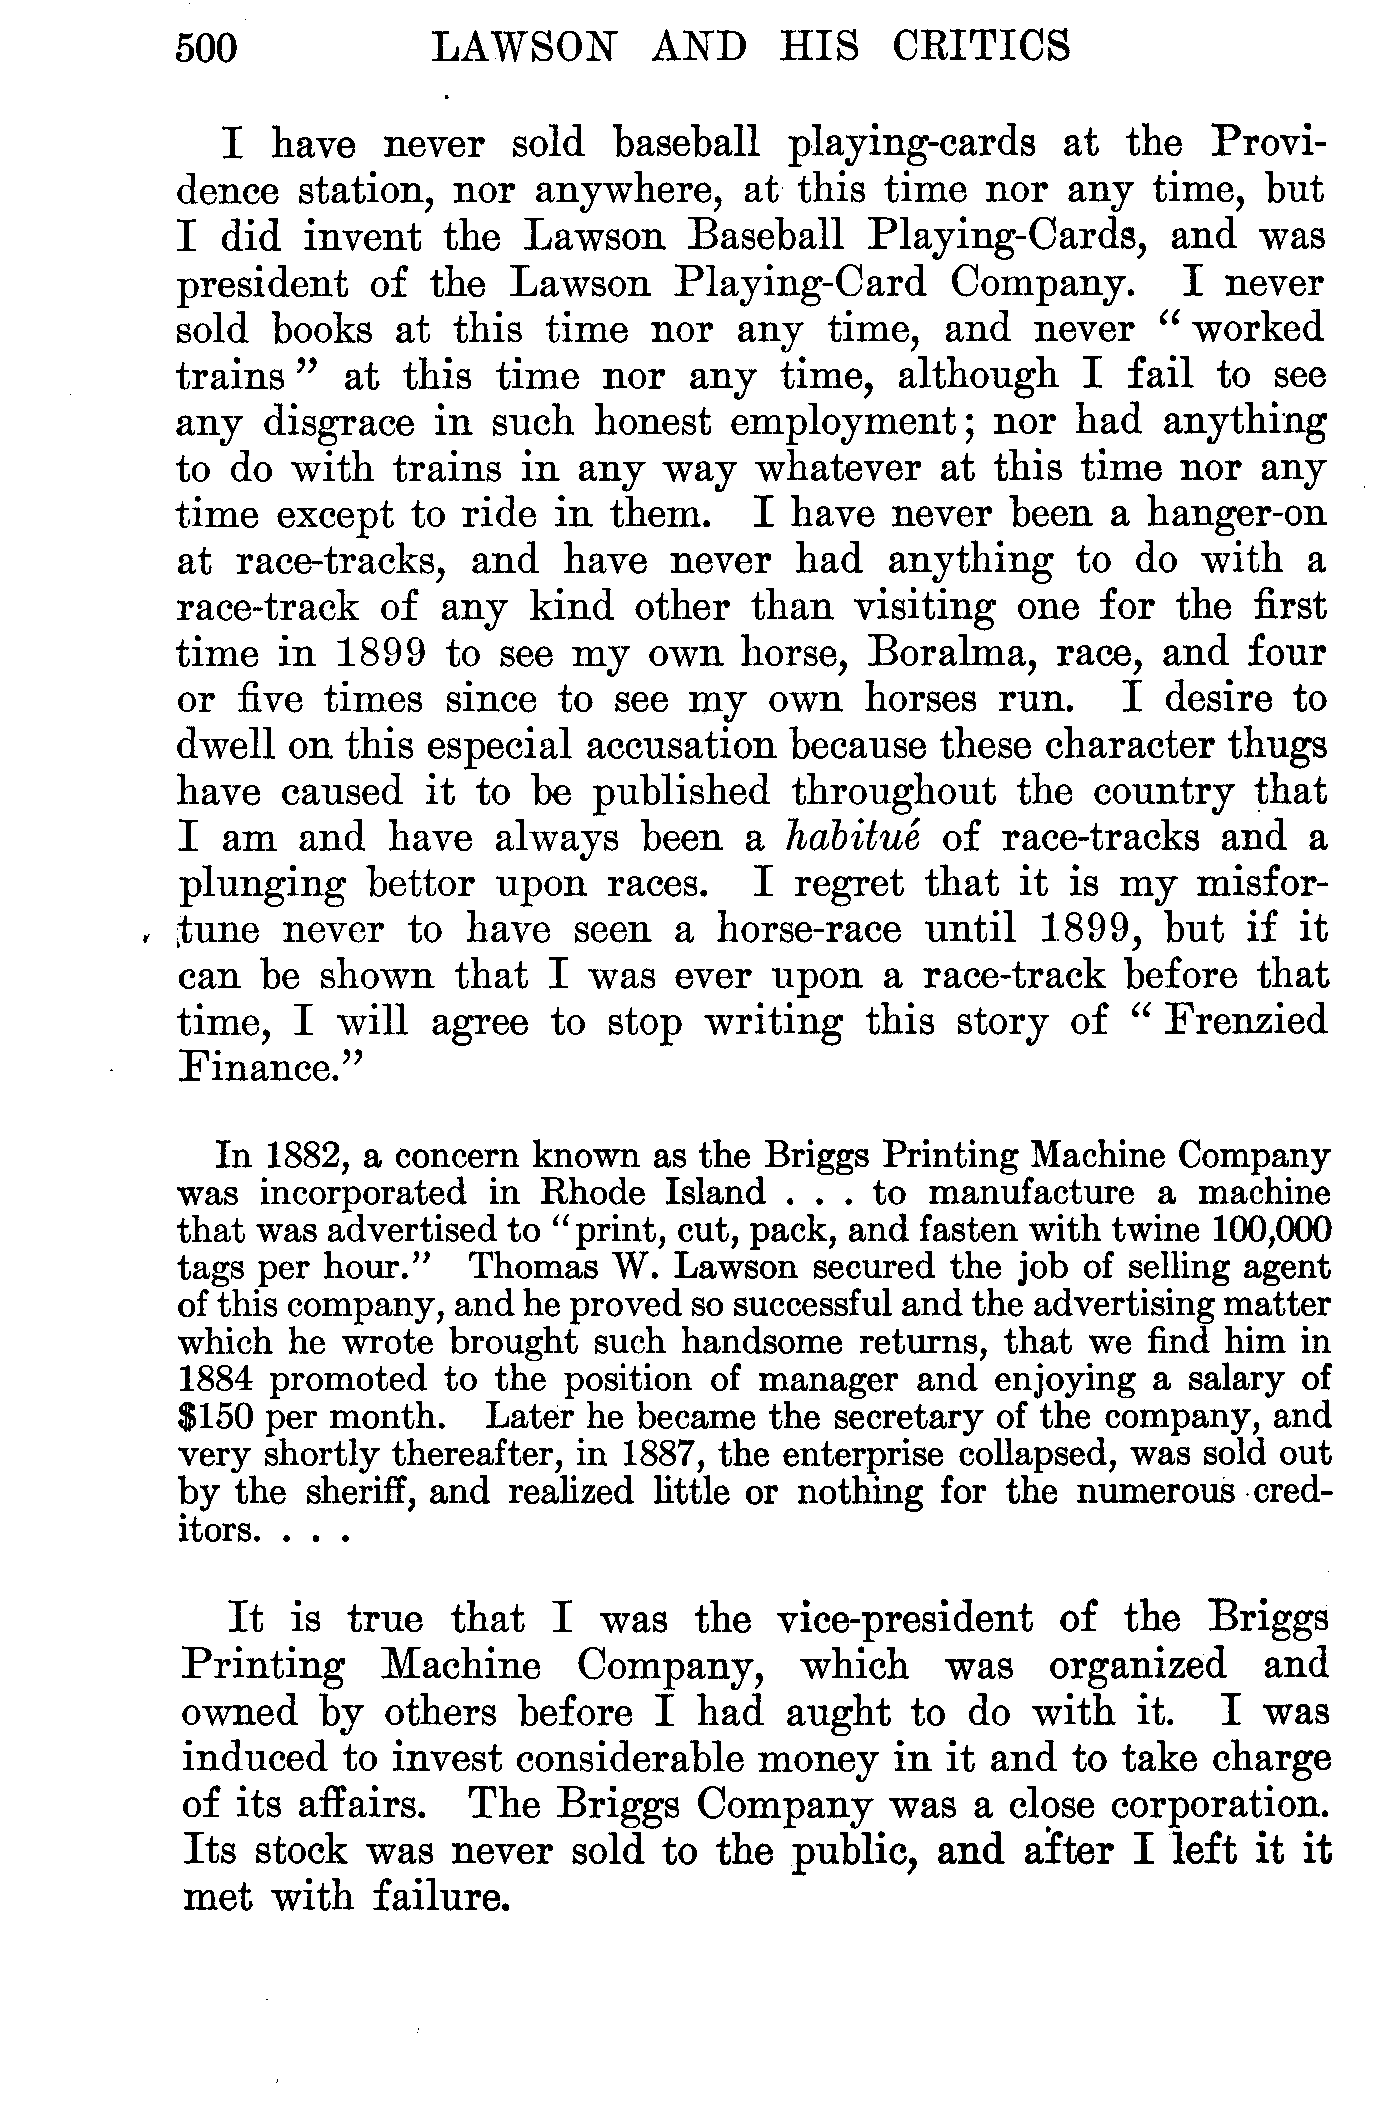 500 LAWSON AND HIS CRITICS
I have never sold baseball playing-cards at the Provi-
dence station, nor anywhere, at this time nor any time, but
I did invent the Lawson Baseball Playing-Cards, and was
president of the Lawson Playing-Card Company. I never
sold books at this time nor any time, and never “worked
trains” at this time nor any time, although I fail to see
any disgrace in such honest employment; nor had anything
to do with trains in any way whatever at this time nor any
time except to ride in them. I have never been a hanger-on
at race-tracks, and have never had anything to do with a
race-track of any kind other than visiting one for the first
time in 1899 to see my own horse, Boralma, race, and four
or five times since to see my own horses run. I desire to
dwell on this especial accusation because these character thugs
have caused it to be published throughout the country that
I am and have always been a habitué of race-tracks and a
plunging bettor upon races. I regret that it is my misfor-
tune never to have seen a horse-race until 1899, but if it
can be shown that I was ever upon a race-track before that
time, I will agree to stop writing this story of “Frenzied
Finance.”
In 1882, a concern known as the Briggs Printing Machine Company
was incorporated in Rhode Island . . . to manufacture a machine
that was advertised to “print, cut, pack, and fasten with twine 100,000
tags per hour.” Thomas W. Lawson secured the job of selling agent
of this company, and he proved so successful and the advertising matter
which he wrote brought such handsome returns, that we find him in
1884 promoted to the position of manager and enjoying a salary of
$150 per month. Later he became the secretary of the company, and
very shortly thereafter, in 1887, the enterprise collapsed, was sold out
by the sheriff, and realized little or nothing for the numerous cred-
itors. . . .
It is true that I was the vice-president of the Briggs
Printing Machine Company, which was organized and
owned by others before I had aught to do with it. I was
induced to invest considerable money in it and to take charge
of its affairs. The Briggs Company was a close corporation.
Its stock was never sold to the public, and after I left it it
met with failure.